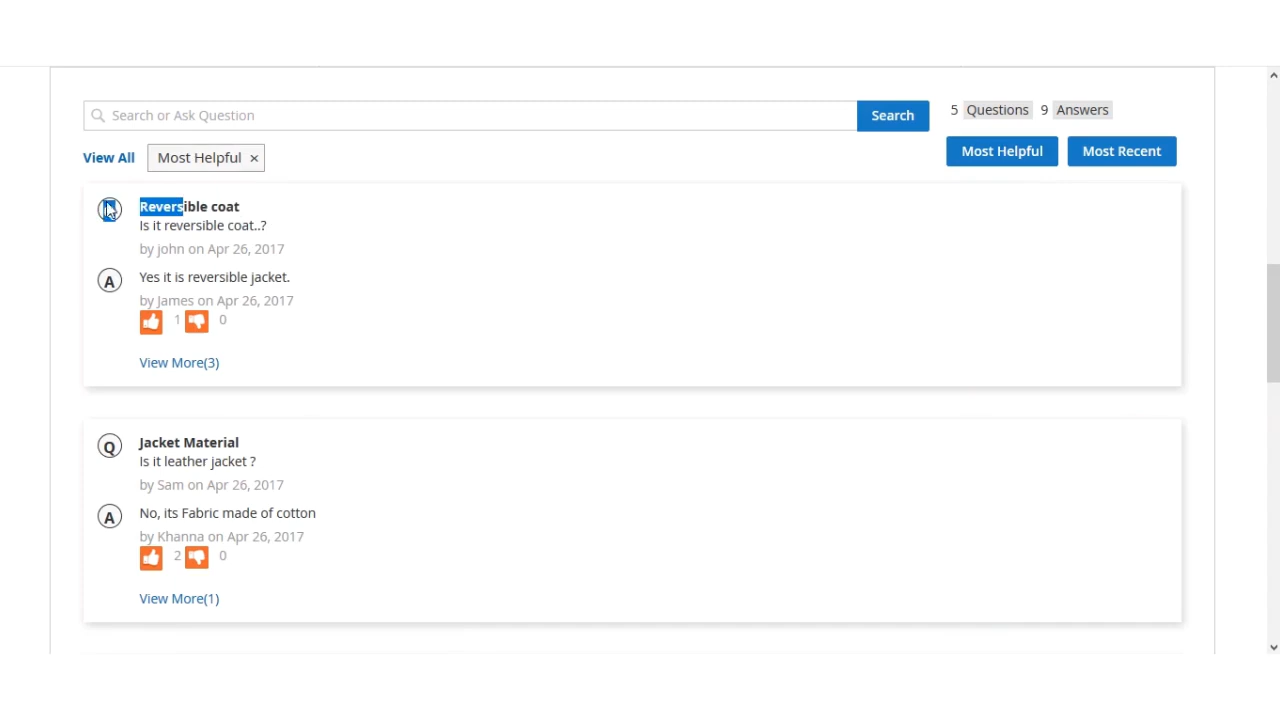 Search or Ask Question
Search
5 Questions 9 Answers
View All
Most Helpful ×
Most Helpful
Most Recent
Reversible coat
Is it reversible coat..?
by john on Apr 26, 2017
A Yes it is reversible jacket.
by James on Apr 26, 2017
1 0
View More(3)
Q Jacket Material
Is it leather jacket ?
by Sam on Apr 26, 2017
A No, its Fabric made of cotton
by Khanna on Apr 26, 2017
2 0
View More(1)